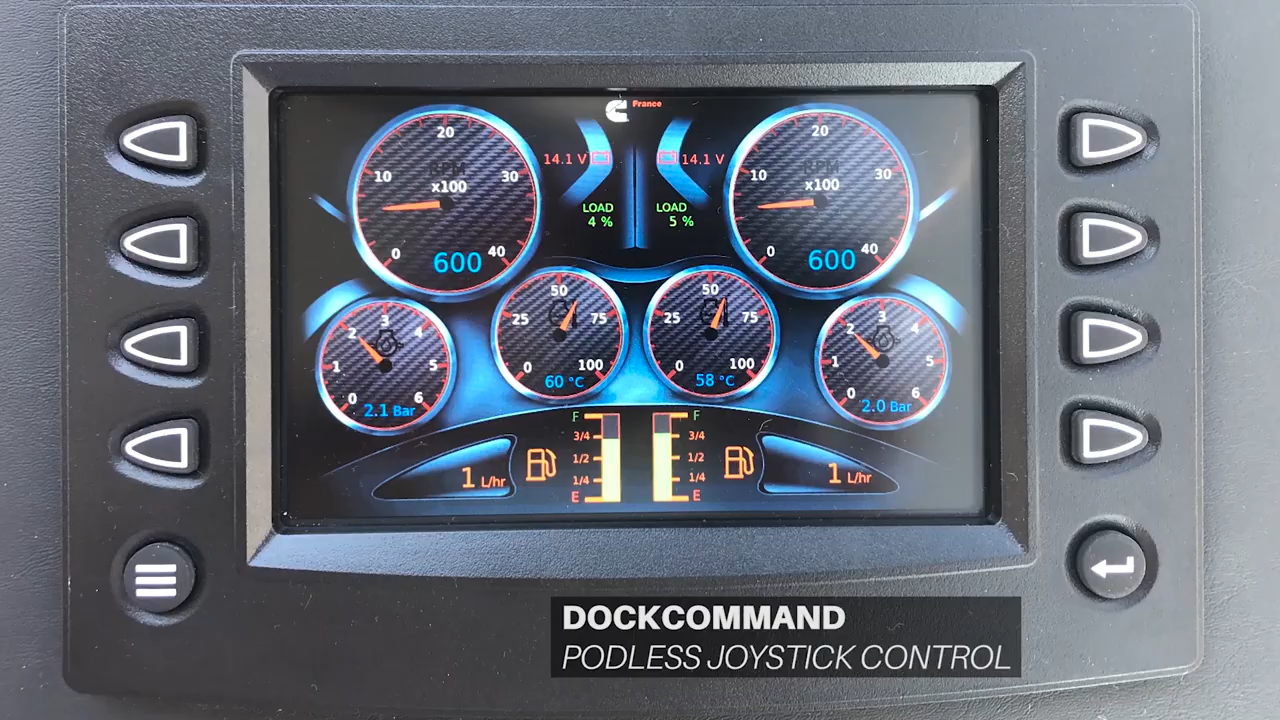 France
20
10
30
x100
0
40
600
14.1 V
14.1 V
LOAD
4 %
LOAD
5 %
20
10
30
x100
0
40
600
3
2
4
1
5
0
6
2.1 Bar
50
25
75
0
100
60 °C
50
25
75
0
100
58 °C
3
2
4
1
5
0
6
2.0 Bar
1 L/hr
F
3/4
1/2
1/4
E
F
3/4
1/2
1/4
E
1 L/hr
DOCKCOMMAND
PODLESS JOYSTICK CONTROL